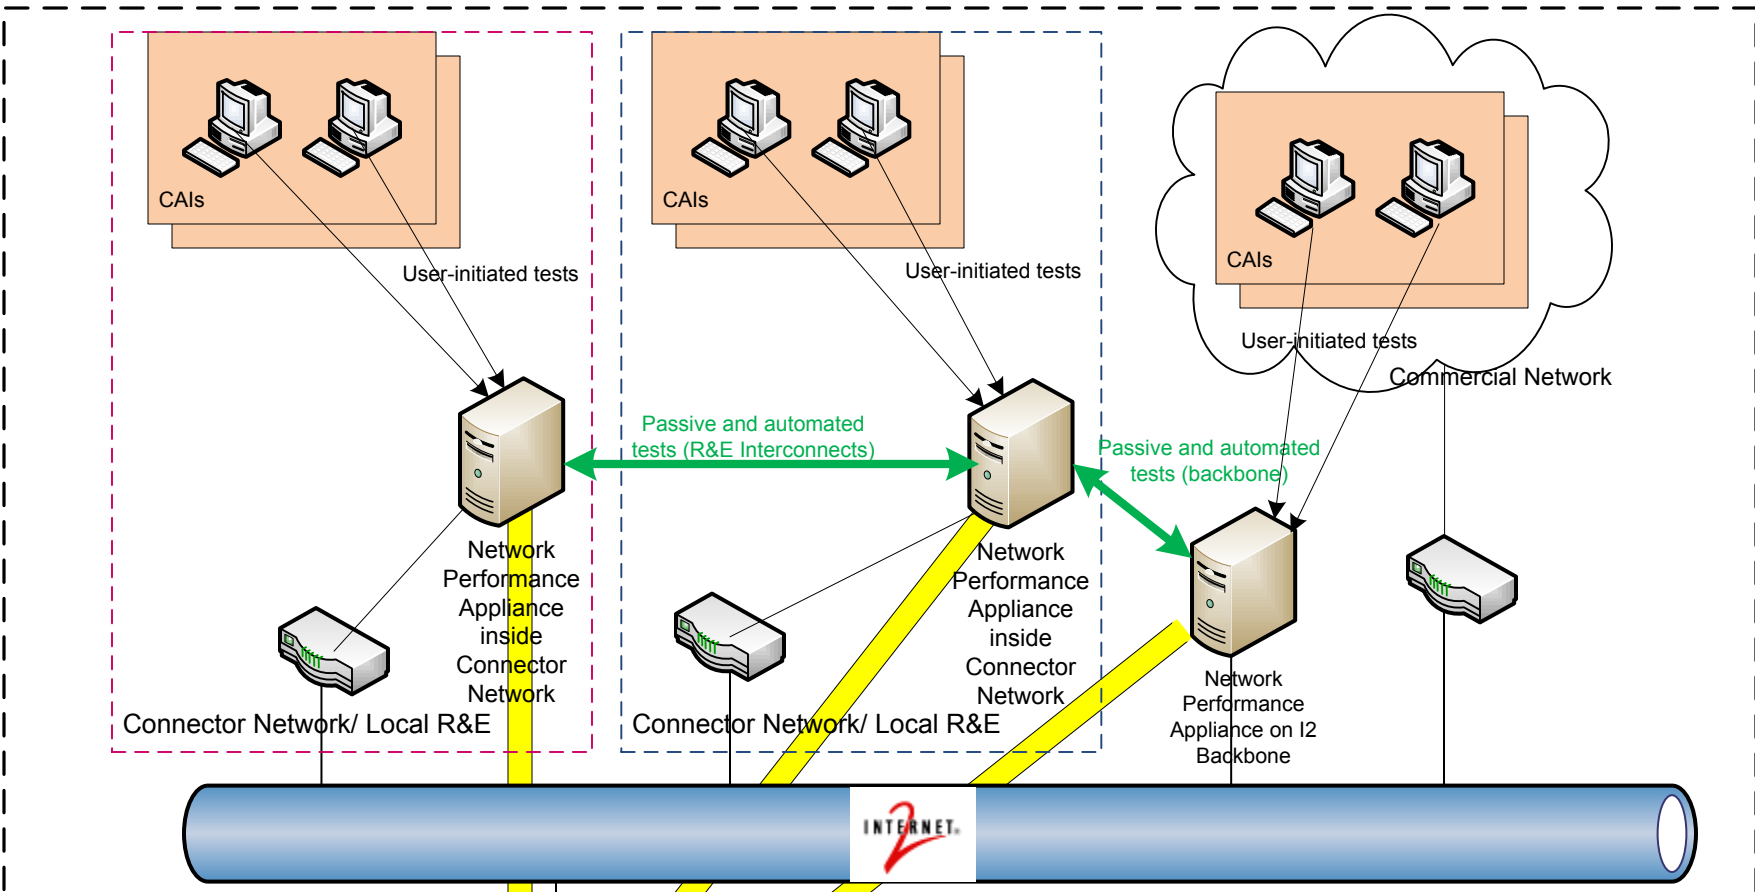 CAIs
User-initiated tests
Network
Performance
Appliance
inside
Connector
Network
Connector Network/ Local R&E
Passive and automated
tests (R&E Interconnects)
CAIs
User-initiated tests
Network
Performance
Appliance
inside
Connector
Network
Connector Network/ Local R&E
Passive and automated
tests (backbone)
CAIs
User-initiated tests
Commercial Network
Network
Performance
Appliance on I2
Backbone
INTERNET®
2